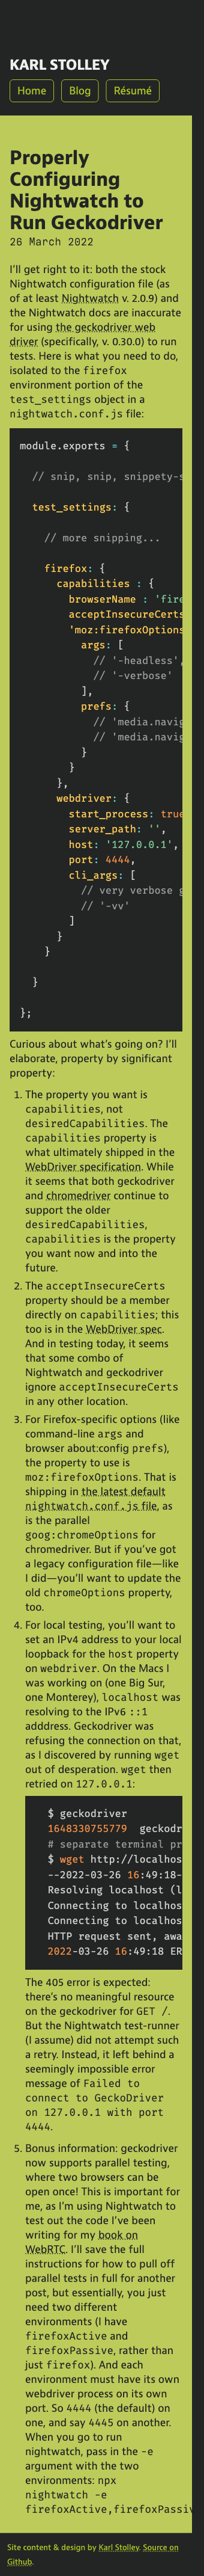 KARL STOLLEY
Home Blog Résumé
Properly
Configuring
Nightwatch to
Run Geckodriver
26 March 2022
I’ll get right to it: both the stock
Nightwatch configuration file (as
of at least Nightwatch v. 2.0.9) and
the Nightwatch docs are inaccurate
for using the geckodriver web
driver (specifically, v. 0.30.0) to run
tests. Here is what you need to do,
isolated to the firefox
environment portion of the
test_settings object in a
nightwatch.conf.js file:
module.exports = {
// snip, snip, snippety-s
test_settings: {
// more snipping...
firefox: {
capabilities : {
browserName : 'fire
acceptInsecureCerts
'moz:firefoxOptions
args: [
// '-headless',
// '-verbose'
],
prefs: {
// 'media.navig
// 'media.navig
}
}
},
webdriver: {
start_process: true
server_path: '',
host: '127.0.0.1',
port: 4444,
cli_args: [
// very verbose g
// '-vv'
]
}
}
}
};
Curious about what’s going on? I’ll
elaborate, property by significant
property:
1. The property you want is
capabilities, not
desiredCapabilities. The
capabilities property is
what ultimately shipped in the
WebDriver specification. While
it seems that both geckodriver
and chromedriver continue to
support the older
desiredCapabilities,
capabilities is the property
you want now and into the
future.
2. The acceptInsecureCerts
property should be a member
directly on capabilities; this
too is in the WebDriver spec.
And in testing today, it seems
that some combo of
Nightwatch and geckodriver
ignore acceptInsecureCerts
in any other location.
3. For Firefox-specific options (like
command-line args and
browser about:config prefs),
the property to use is
moz:firefoxOptions. That is
shipping in the latest default
nightwatch.conf.js file, as
is the parallel
goog:chromeOptions for
chromedriver. But if you’ve got
a legacy configuration file—like
I did—you’ll want to update the
old chromeOptions property,
too.
4. For local testing, you’ll want to
set an IPv4 address to your local
loopback for the host property
on webdriver. On the Macs I
was working on (one Big Sur,
one Monterey), localhost was
resolving to the IPv6 ::1
adddress. Geckodriver was
refusing the connection on that,
as I discovered by running wget
out of desperation. wget then
retried on 127.0.0.1:
$ geckodriver
1648330755779 geckodr
# separate terminal pr
$ wget http://localhos
--2022-03-26 16:49:18-
Resolving localhost (l
Connecting to localhos
Connecting to localhos
HTTP request sent, awa
2022-03-26 16:49:18 ER
The 405 error is expected:
there’s no meaningful resource
on the geckodriver for GET /.
But the Nightwatch test-runner
(I assume) did not attempt such
a retry. Instead, it left behind a
seemingly impossible error
message of Failed to
connect to GeckoDriver
on 127.0.0.1 with port
4444.
5. Bonus information: geckodriver
now supports parallel testing,
where two browsers can be
open once! This is important for
me, as I'm using Nightwatch to
test out the code I’ve been
writing for my book on
WebRTC. I’ll save the full
instructions for how to pull off
parallel tests in full for another
post, but essentially, you just
need two different
environments (I have
firefoxActive and
firefoxPassive, rather than
just firefox). And each
environment must have its own
webdriver process on its own
port. So 4444 (the default) on
one, and say 4445 on another.
When you go to run
nightwatch, pass in the -e
argument with the two
environments: npx
nightwatch -e
firefoxActive,firefoxPassiv
Site content & design by Karl Stolley. Source on
Github.